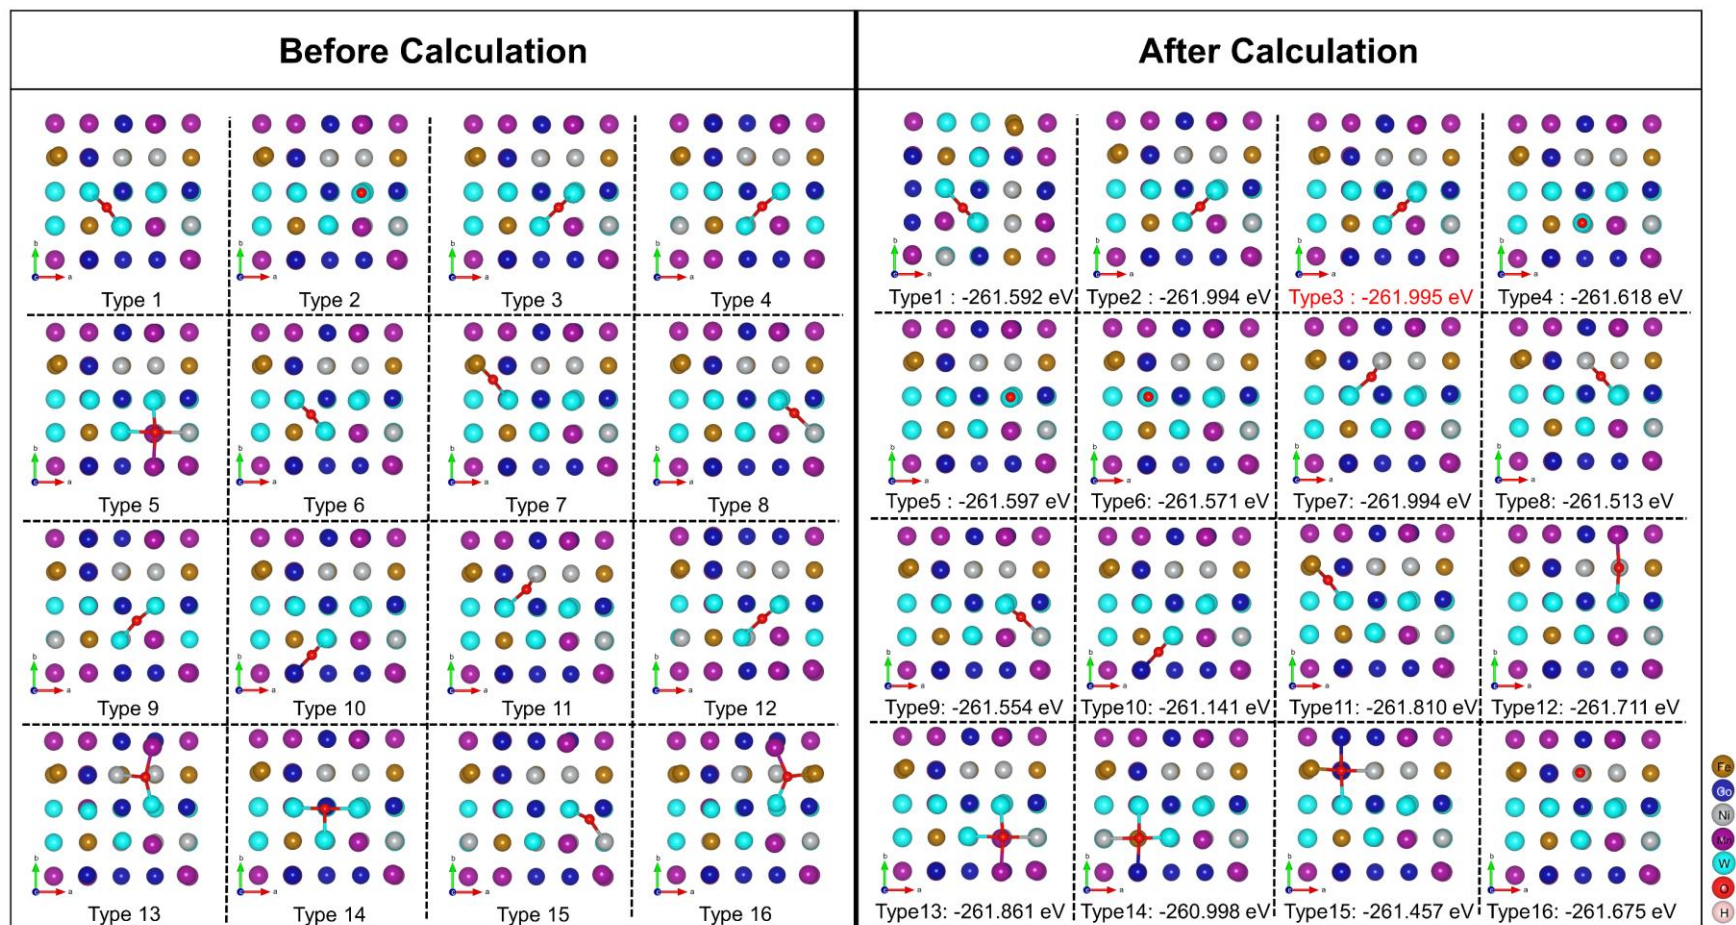 Before Calculation
After Calculation
Type 1
Type 2
Type 3
Type 4
Type1 : -261.592 eV
Type2 : -261.994 eV
Type3 : -261.995 eV
Type4 : -261.618 eV
Type 5
Type 6
Type 7
Type 8
Type5 : -261.597 eV
Type6: -261.571 eV
Type7: -261.994 eV
Type8: -261.513 eV
Type 9
Type 10
Type 11
Type 12
Type9: -261.554 eV
Type10: -261.141 eV
Type11: -261.810 eV
Type12: -261.711 eV
Type 13
Type 14
Type 15
Type 16
Type13: -261.861 eV
Type14: -260.998 eV
Type15: -261.457 eV
Type16: -261.675 eV
Fe
Co
Ni
Mn
W
O
H